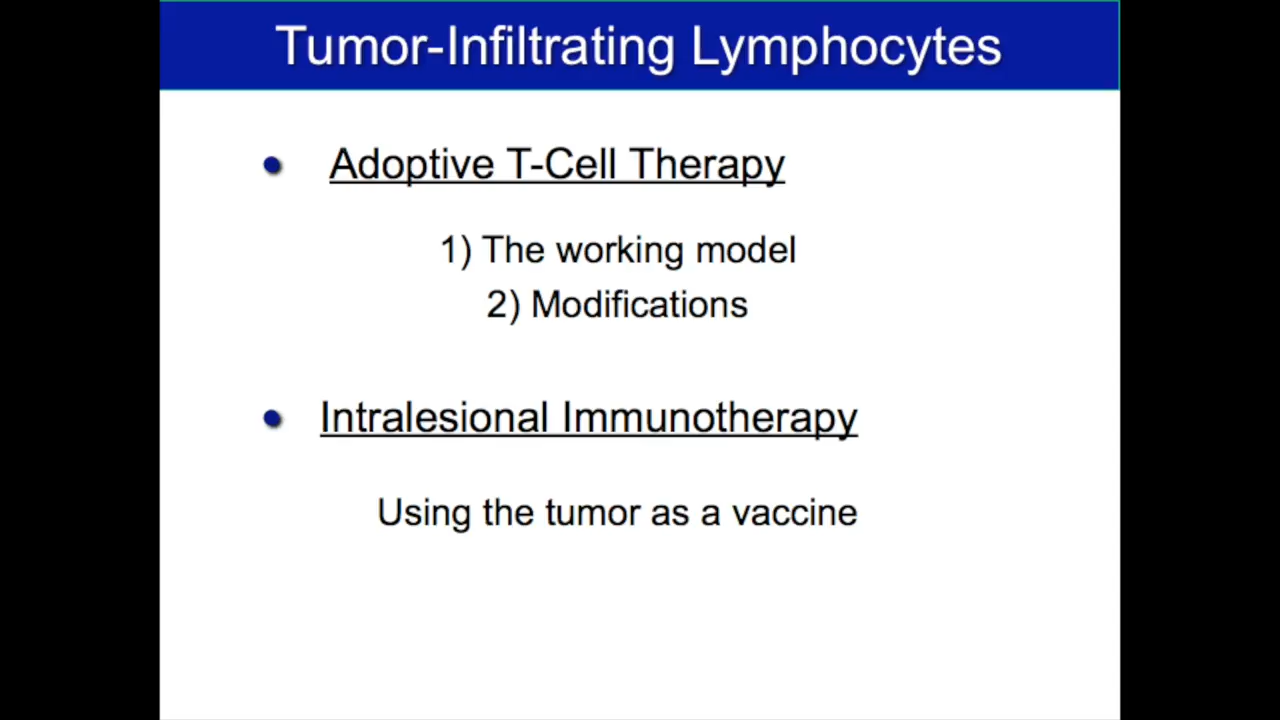 Tumor-Infiltrating Lymphocytes
• Adoptive T-Cell Therapy
1) The working model
2) Modifications
• Intralesional Immunotherapy
Using the tumor as a vaccine